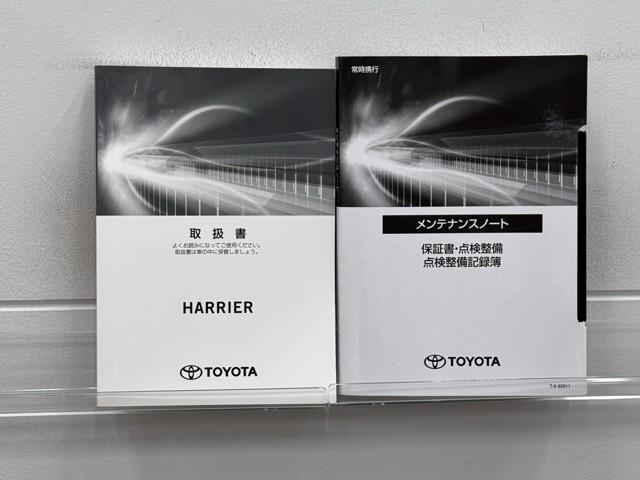 取扱書
よくお読みになってご使用ください。
取扱書は車の中に保管しましょう。
HARRIER
TOYOTA
常時携行
メンテナンスノート
保証書・点検整備
点検整備記録簿
TOYOTA